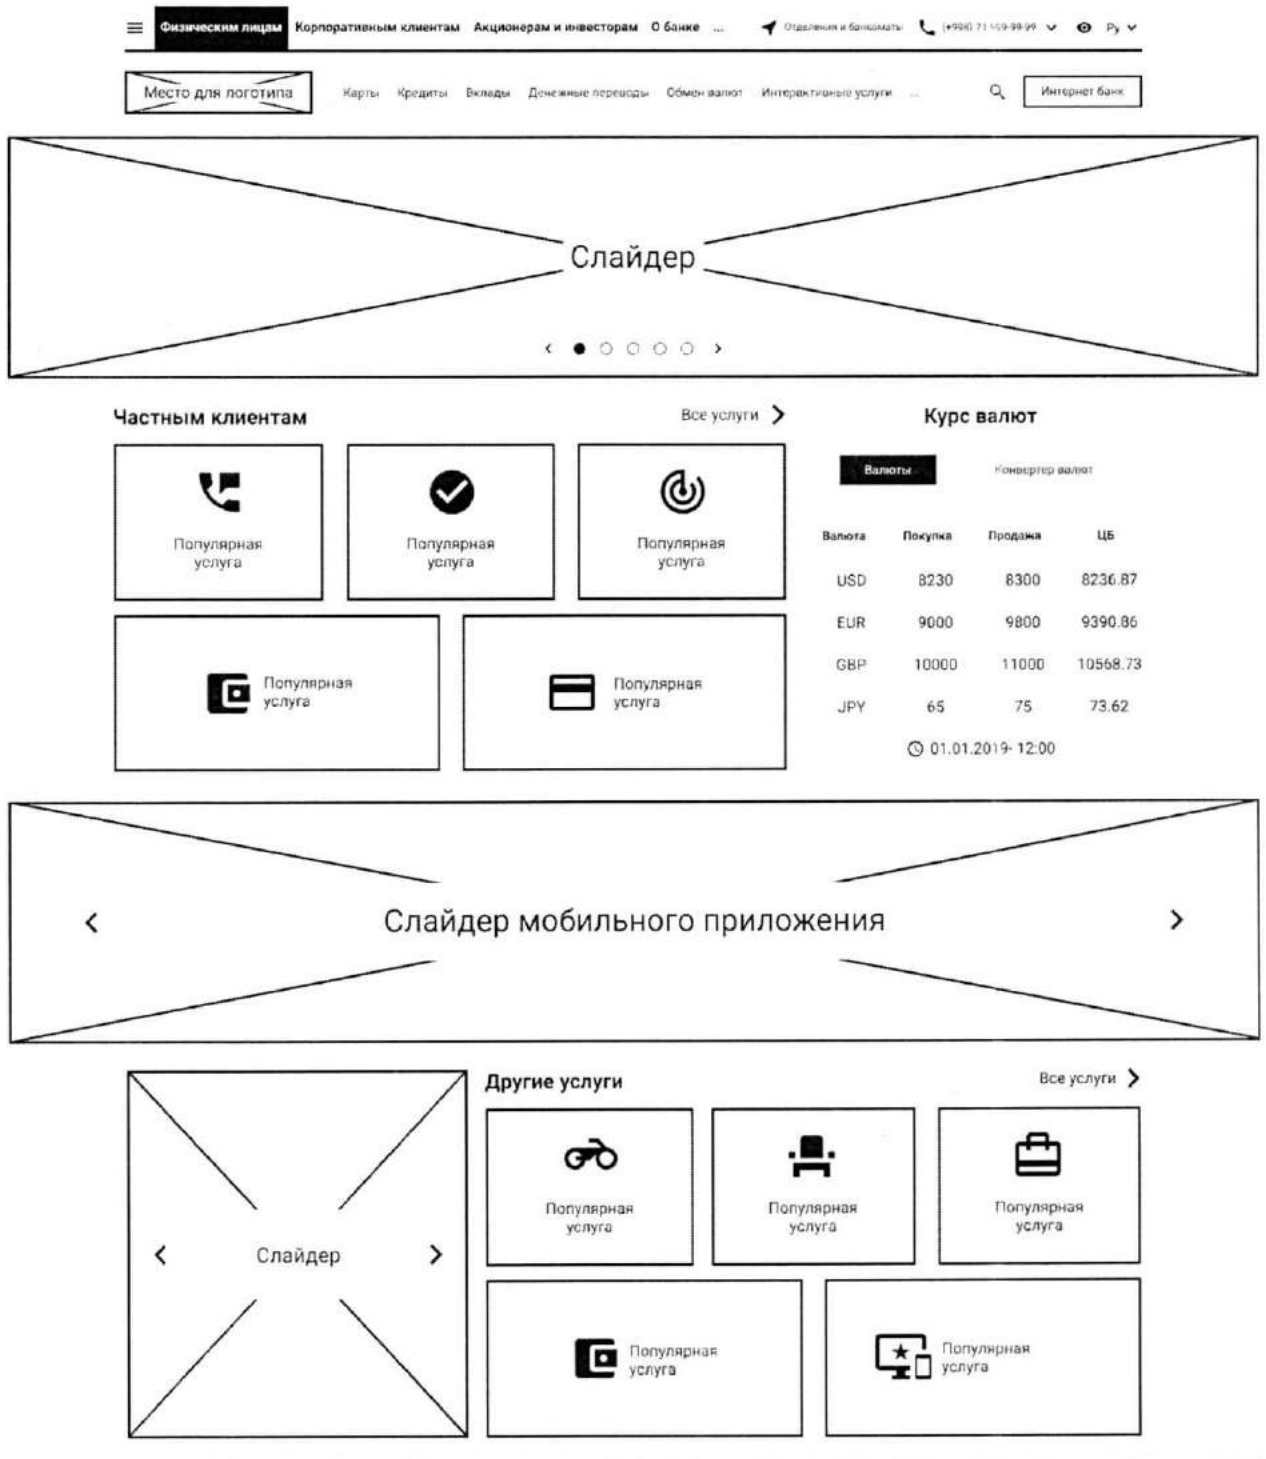 Физическим лицам Корпоративным клиентам Акционерам и инвесторам О банке ... Отделения и банкоматы Ру
Место для логотипа Карты Кредиты Вклады Денежные переводы Обмен валют Интерактивные услуги ... Интернет банк
Слайдер
Частным клиентам Все услуги
Популярная
услуга
Популярная
услуга
Популярная
услуга
Популярная
услуга
Популярная
услуга
Курс валют
Валюты Конвертер валют
Валюта Покупка Продажа ЦБ
USD 8230 8300 8236.87
EUR 9000 9800 9390.86
GBP 10000 11000 10568.73
JPY 65 75 73.62
01.01.2019- 12:00
Слайдер мобильного приложения
Слайдер
Другие услуги Все услуги
Популярная
услуга
Популярная
услуга
Популярная
услуга
Популярная
услуга
Популярная
услуга